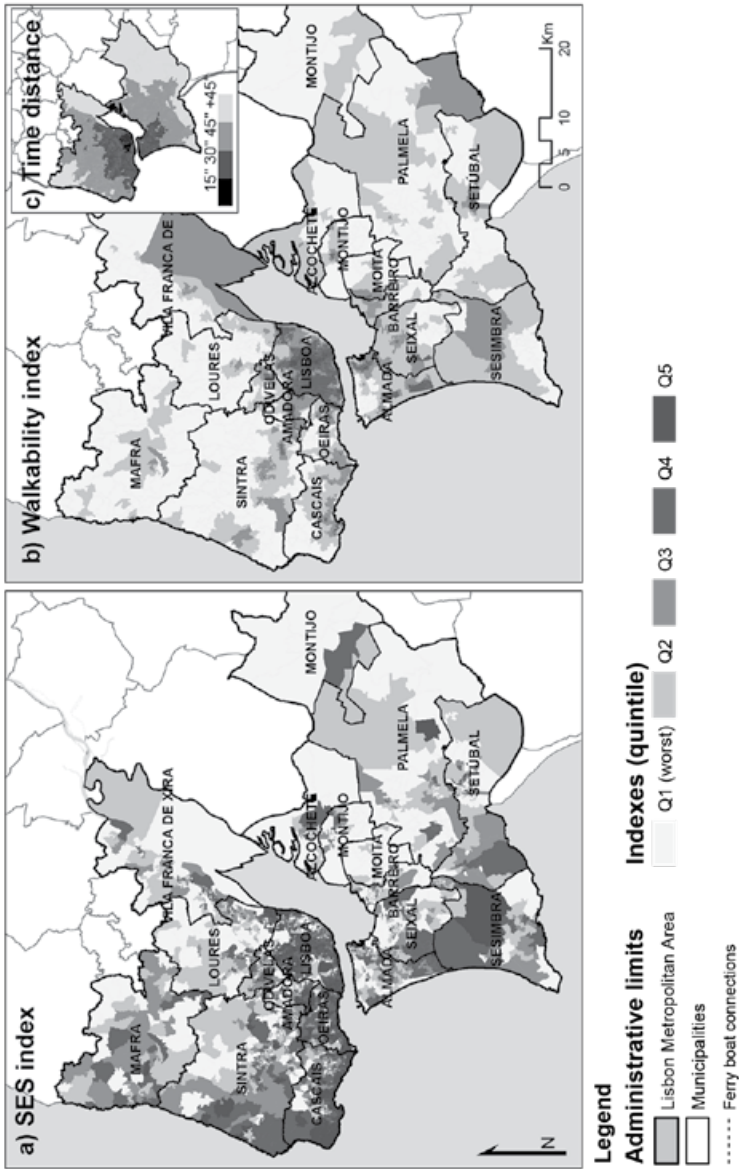 a) SES index
MAFRA
SINTRA
LOURES
VILA FRANCA DE XIRA
ODIVELAS
AMADORA
LISBOA
OEIRAS
CASCAIS
ALMADA
SEIXAL
BARREIRO
MOITA
MONTIJO
ALCOCHETE
MONTIJO
PALMELA
SETÚBAL
SESIMBRA
N
b) Walkability index
MAFRA
SINTRA
LOURES
VILA FRANCA DE
ODIVELAS
AMADORA
LISBOA
OEIRAS
CASCAIS
ALMADA
SEIXAL
BARREIRO
MOITA
MONTIJO
ALCOCHETE
MONTIJO
PALMELA
SETÚBAL
SESIMBRA
c) Time distance
15" 30" 45" +45
0 5 10 20
Km
Legend
Administrative limits
Lisbon Metropolitan Area
Municipalities
Ferry boat connections
Indexes (quintile)
Q1 (worst) Q2 Q3 Q4 Q5